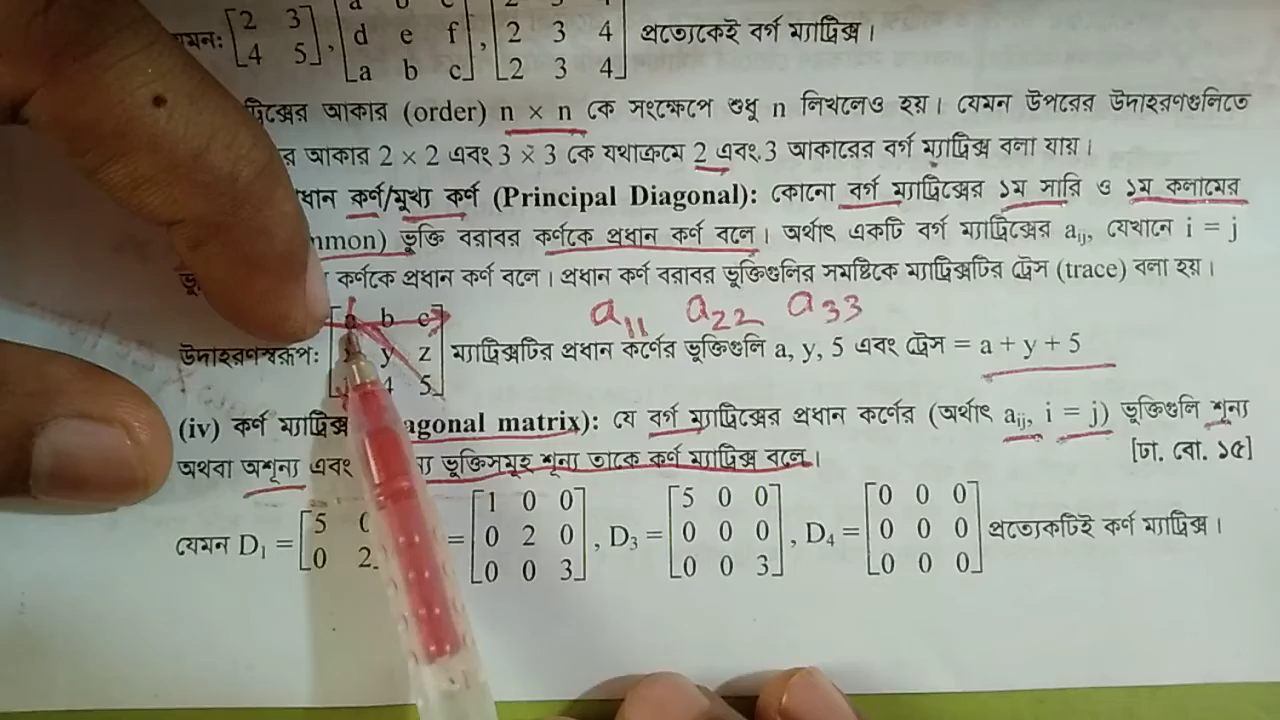 যেমন: [2 3 / 4 5], [d e f / a b c], [2 3 4 / 2 3 4] প্রত্যেকেই বর্গ ম্যাট্রিক্স।
আকার (order) n × n কে সংক্ষেপে শুধু n লিখলেও হয়। যেমন উপরের উদাহরণগুলিতে
আকার 2 × 2 এবং 3 × 3 কে যথাক্রমে 2 এবং 3 আকারের বর্গ ম্যাট্রিক্স বলা যায়।
কর্ণ/মুখ্য কর্ণ (Principal Diagonal): কোনো বর্গ ম্যাট্রিক্সের ১ম সারি ও ১ম কলামের
ভুক্তি বরাবর কর্ণকে প্রধান কর্ণ বলে। অর্থাৎ একটি বর্গ ম্যাট্রিক্সের aij, যেখানে i = j
কর্ণকে প্রধান কর্ণ বলে। প্রধান কর্ণ বরাবর ভুক্তিগুলির সমষ্টিকে ম্যাট্রিক্সটির ট্রেস (trace) বলা হয়।
a11 a22 a33
উদাহরণস্বরূপ: [b c / y z / 4 5] ম্যাট্রিক্সটির প্রধান কর্ণের ভুক্তিগুলি a, y, 5 এবং ট্রেস = a + y + 5
(iv) কর্ণ ম্যাট্রিক্স matrix): যে বর্গ ম্যাট্রিক্সের প্রধান কর্ণের (অর্থাৎ aij, i = j) ভুক্তিগুলি শূন্য
অথবা অশূন্য এবং ভুক্তিসমূহ শূন্য তাকে কর্ণ ম্যাট্রিক্স বলে। [ঢা. বো. ১৫]
যেমন D1 = [5 / 0 2] = [1 0 0 / 0 2 0 / 0 0 3], D3 = [5 0 0 / 0 0 0 / 0 0 3], D4 = [0 0 0 / 0 0 0 / 0 0 0] প্রত্যেকটিই কর্ণ ম্যাট্রিক্স।